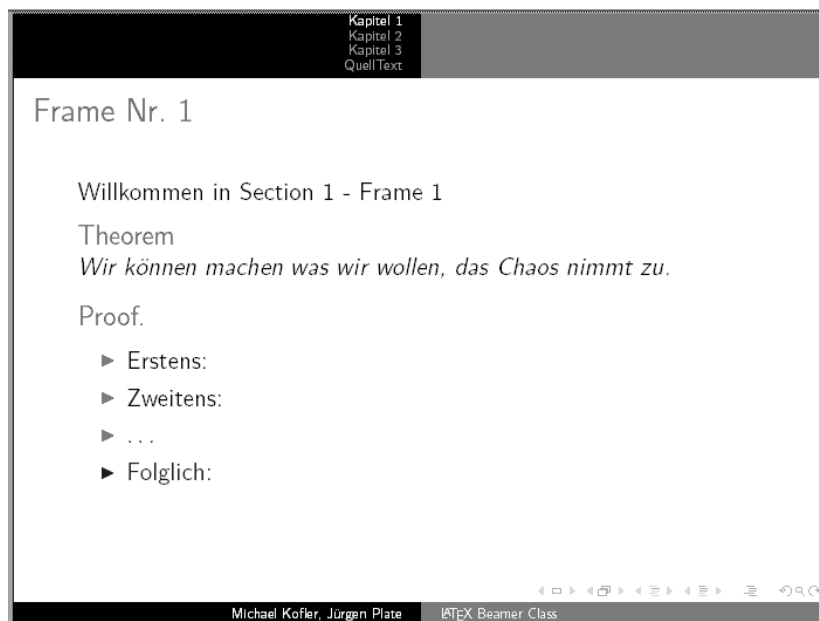 Kapitel 1
Kapitel 2
Kapitel 3
QuellText
Frame Nr. 1
Willkommen in Section 1 - Frame 1
Theorem
Wir können machen was wir wollen, das Chaos nimmt zu.
Proof.
▶ Erstens:
▶ Zweitens:
▶ ...
▶ Folglich:
Michael Kofler, Jürgen Plate LATEX Beamer Class